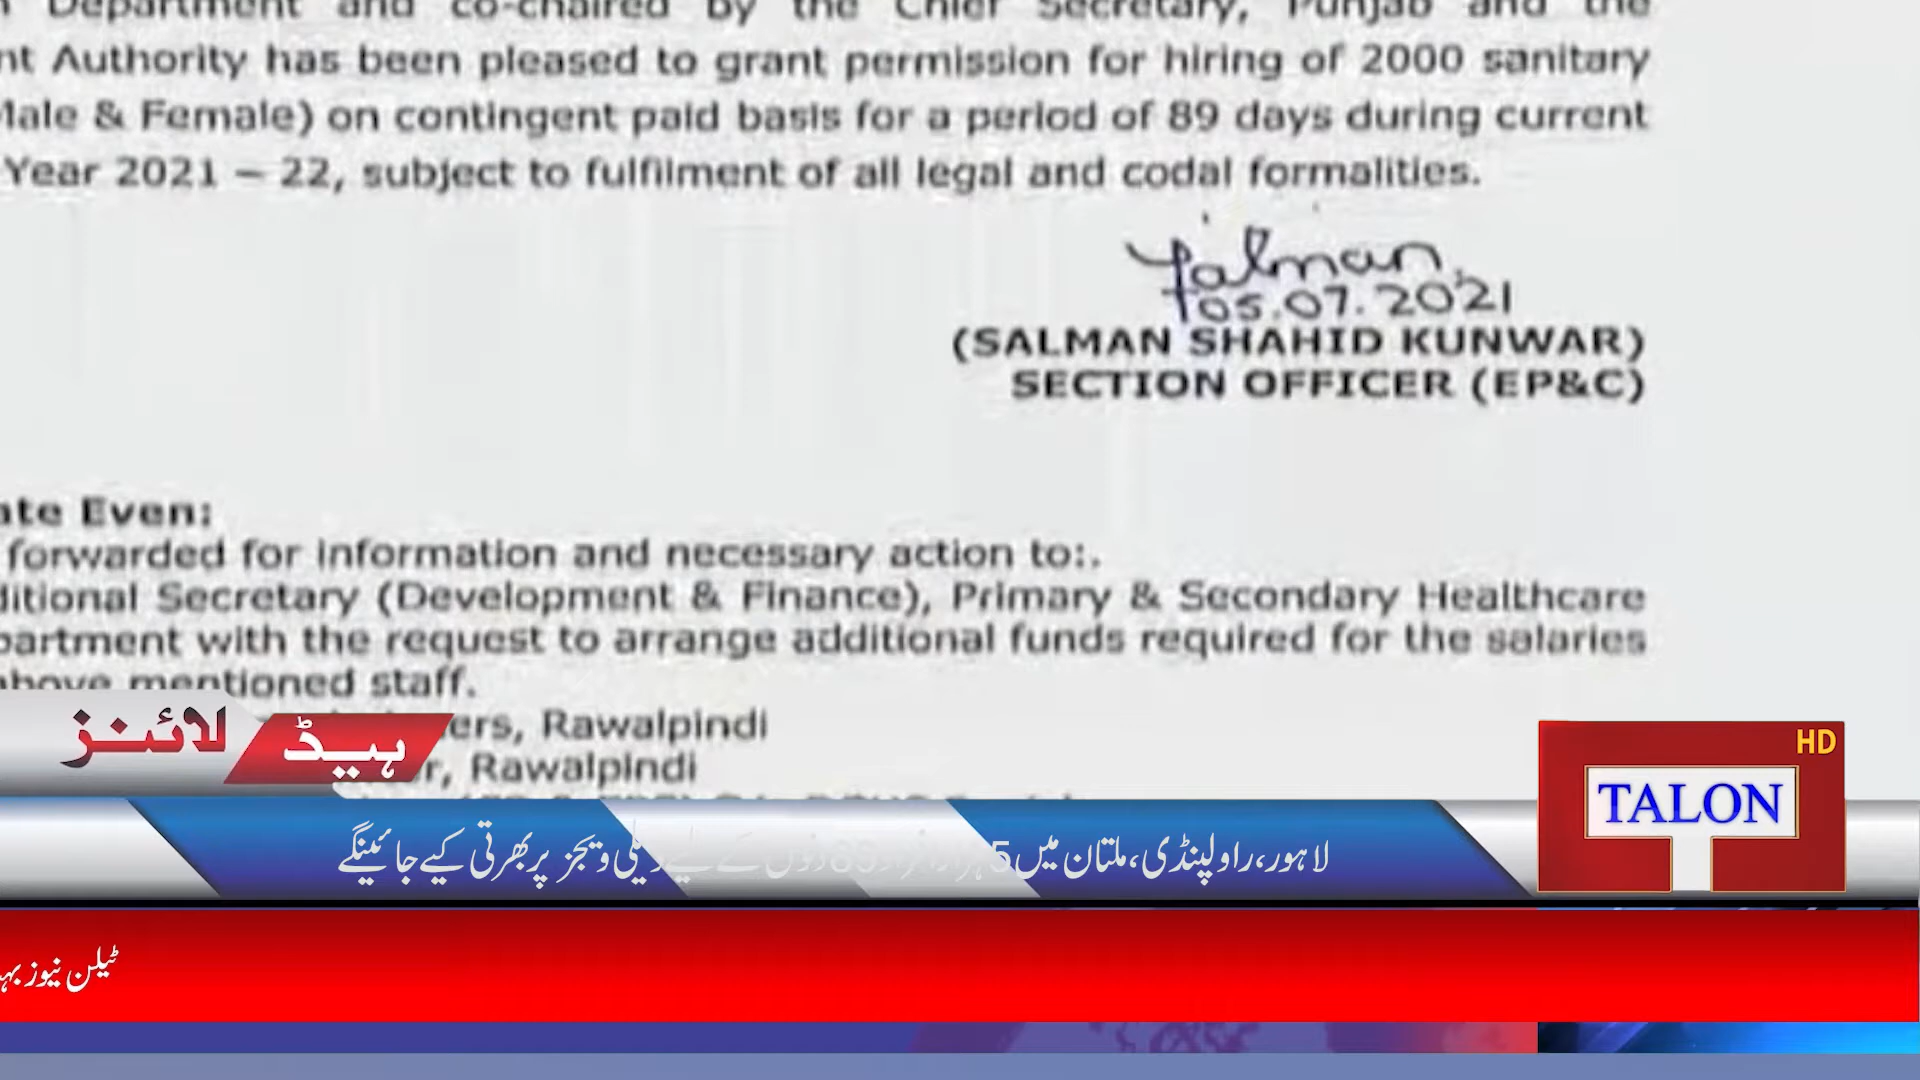 Department and co-chaired by the Chief Secretary, Punjab and the
nt Authority has been pleased to grant permission for hiring of 2000 sanitary
Male & Female) on contingent paid basis for a period of 89 days during current
Year 2021 – 22, subject to fulfilment of all legal and codal formalities.
Salman
05.07.2021
(SALMAN SHAHID KUNWAR)
SECTION OFFICER (EP&C)
ate Even:
forwarded for information and necessary action to:.
ditional Secretary (Development & Finance), Primary & Secondary Healthcare
partment with the request to arrange additional funds required for the salaries
above mentioned staff.
ers, Rawalpindi
r, Rawalpindi
ہیڈ لائنز
HD
TALON
لاہور، راولپنڈی، ملتان میں 5 ویجز پر بھرتی کیے جائینگے
ٹیلن نیوز